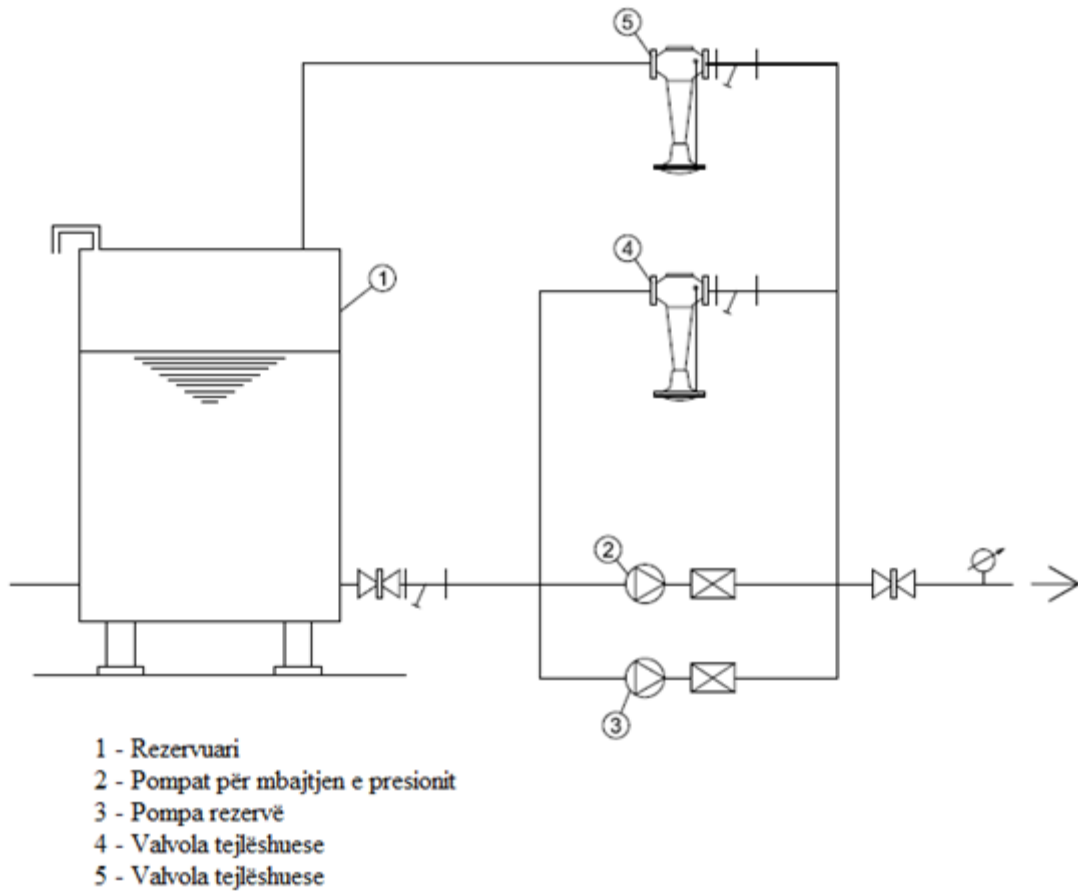 5
4
1
2
3
1 - Rezervuari
2 - Pompat për mbajtjen e presionit
3 - Pompa rezervë
4 - Valvola tejlëshuese
5 - Valvola tejlëshuese